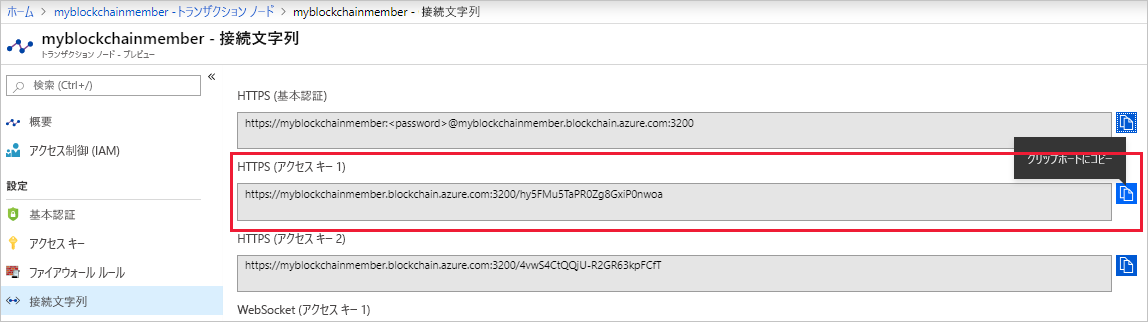 ホーム > myblockchainmember - トランザクション ノード > myblockchainmember - 接続文字列
myblockchainmember - 接続文字列
トランザクション ノード - プレビュー
検索 (Ctrl+/)
«
概要
アクセス制御 (IAM)
設定
基本認証
アクセス キー
ファイアウォール ルール
接続文字列
HTTPS (基本認証)
https://myblockchainmember:<password>@myblockchainmember.blockchain.azure.com:3200
クリップボードにコピー
HTTPS (アクセス キー 1)
https://myblockchainmember.blockchain.azure.com:3200/hy5FMu5TaPR0Zg8GxiP0nwoa
HTTPS (アクセス キー 2)
https://myblockchainmember.blockchain.azure.com:3200/4vwS4CtQQjU-R2GR63kpFCfT
WebSocket (アクセス キー 1)